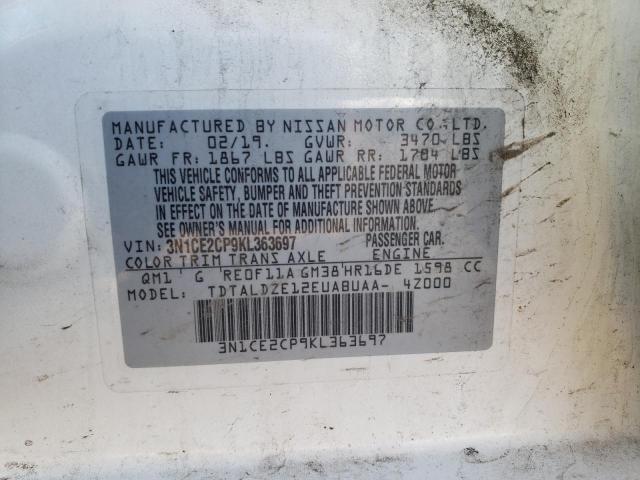 MANUFACTURED BY NISSAN MOTOR CO., LTD.
DATE: 02/19. GVWR: 3470 LBS
GAWR FR: 1867 LBS GAWR RR: 1784 LBS
THIS VEHICLE CONFORMS TO ALL APPLICABLE FEDERAL MOTOR
VEHICLE SAFETY, BUMPER AND THEFT PREVENTION STANDARDS
IN EFFECT ON THE DATE OF MANUFACTURE SHOWN ABOVE.
SEE OWNER'S MANUAL FOR ADDITIONAL INFORMATION.
VIN: 3N1CE2CP9KL363697 PASSENGER CAR.
COLOR TRIM TRANS AXLE ENGINE
QM1 G RE0F11A GM38 HR16DE 1598 CC
MODEL: TDTALDZE12EUABUAA- 4Z000
3N1CE2CP9KL363697